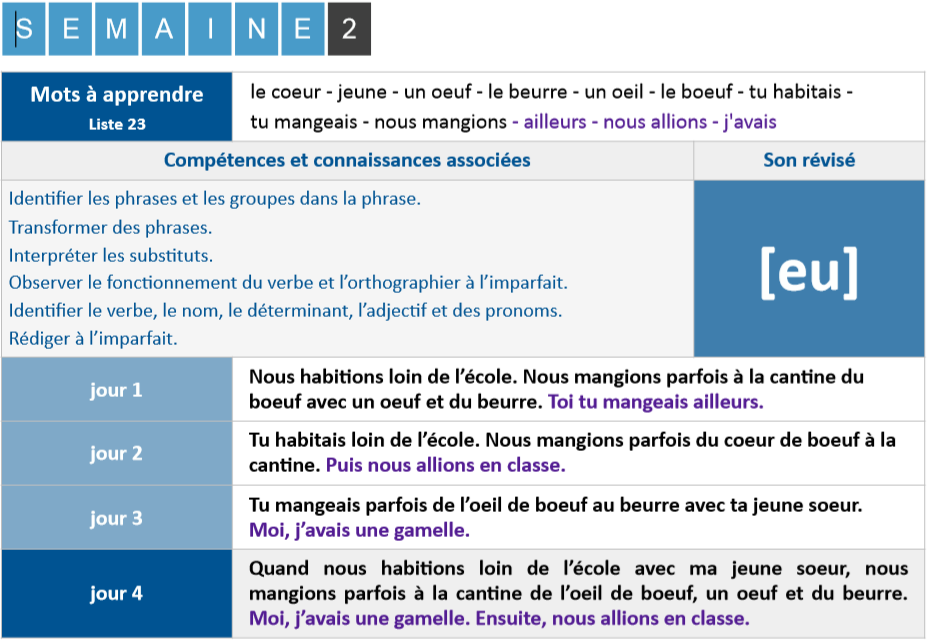 SEMAINE 2
Mots à apprendre
Liste 23
le coeur - jeune - un oeuf - le beurre - un oeil - le boeuf - tu habitais -
tu mangeais - nous mangions - ailleurs - nous allions - j'avais
Compétences et connaissances associées
Son révisé
Identifier les phrases et les groupes dans la phrase.
Transformer des phrases.
Interpréter les substituts.
Observer le fonctionnement du verbe et l’orthographier à l’imparfait.
Identifier le verbe, le nom, le déterminant, l’adjectif et des pronoms.
Rédiger à l’imparfait.
[eu]
jour 1
Nous habitions loin de l’école. Nous mangions parfois à la cantine du
boeuf avec un oeuf et du beurre. Toi tu mangeais ailleurs.
jour 2
Tu habitais loin de l’école. Nous mangions parfois du coeur de boeuf à la
cantine. Puis nous allions en classe.
jour 3
Tu mangeais parfois de l’oeil de boeuf au beurre avec ta jeune soeur.
Moi, j’avais une gamelle.
jour 4
Quand nous habitions loin de l’école avec ma jeune soeur, nous
mangions parfois à la cantine de l’oeil de boeuf, un oeuf et du beurre.
Moi, j’avais une gamelle. Ensuite, nous allions en classe.